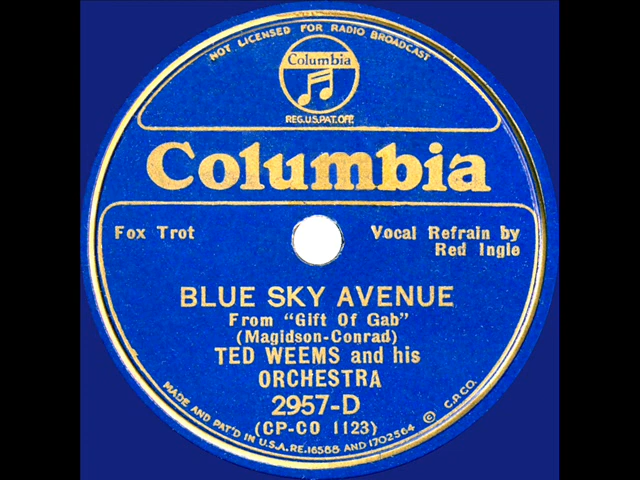 NOT LICENSED FOR RADIO BROADCAST
Columbia
REG.U.S.PAT.OFF.
Columbia
Fox Trot
Vocal Refrain by
Red Ingle
BLUE SKY AVENUE
From "Gift Of Gab"
(Magidson-Conrad)
TED WEEMS and his
ORCHESTRA
2957-D
(CP-CO 1123)
MADE AND PAT'D IN U.S.A. RE.16588 AND 1702564 © C.P.CO.